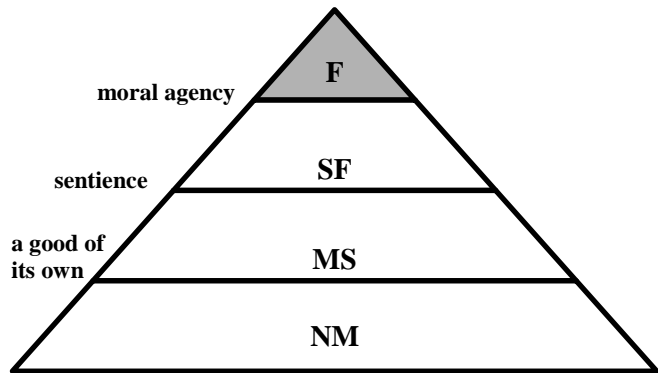 F
moral agency
SF
sentience
a good of
its own
MS
NM